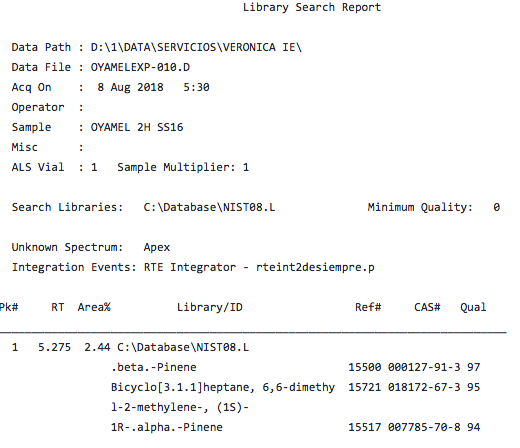 Library Search Report
Data Path : D:\1\DATA\SERVICIOS\VERONICA IE\
Data File : OYAMELEXP-010.D
Acq On    :  8 Aug 2018   5:30
Operator  :
Sample    : OYAMEL 2H SS16
Misc      :
ALS Vial  : 1   Sample Multiplier: 1
Search Libraries:   C:\Database\NIST08.L   Minimum Quality:   0
Unknown Spectrum:   Apex
Integration Events: RTE Integrator - rteint2desiempre.p
Pk#   RT  Area%   Library/ID   Ref#   CAS#   Qual
1   5.275  2.44 C:\Database\NIST08.L
.beta.-Pinene   15500 000127-91-3 97
Bicyclo[3.1.1]heptane, 6,6-dimethy  15721 018172-67-3 95
l-2-methylene-, (1S)-
1R-.alpha.-Pinene   15517 007785-70-8 94